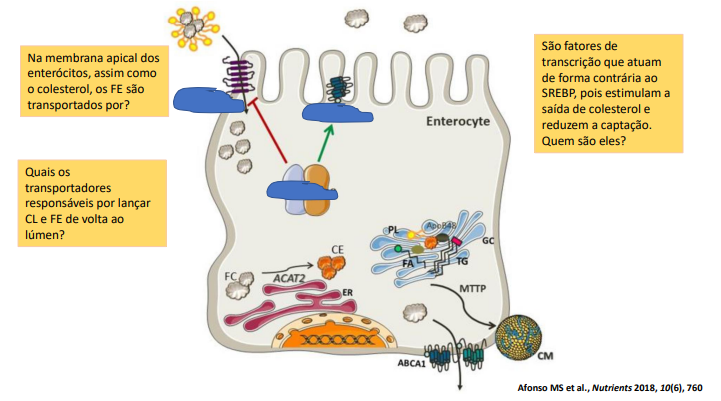 Na membrana apical dos
enterócitos, assim como
o colesterol, os FE são
transportados por?
São fatores de
transcrição que atuam
de forma contrária ao
SREBP, pois estimulam a
saída de colesterol e
reduzem a captação.
Quem são eles?
Enterocyte
Quais os
transportadores
responsáveis por lançar
CL e FE de volta ao
lúmen?
PL
ApoB48
GC
FA
TG
CE
FC
ACAT2
ER
MTTP
ABCA1
CM
Afonso MS et al., Nutrients 2018, 10(6), 760